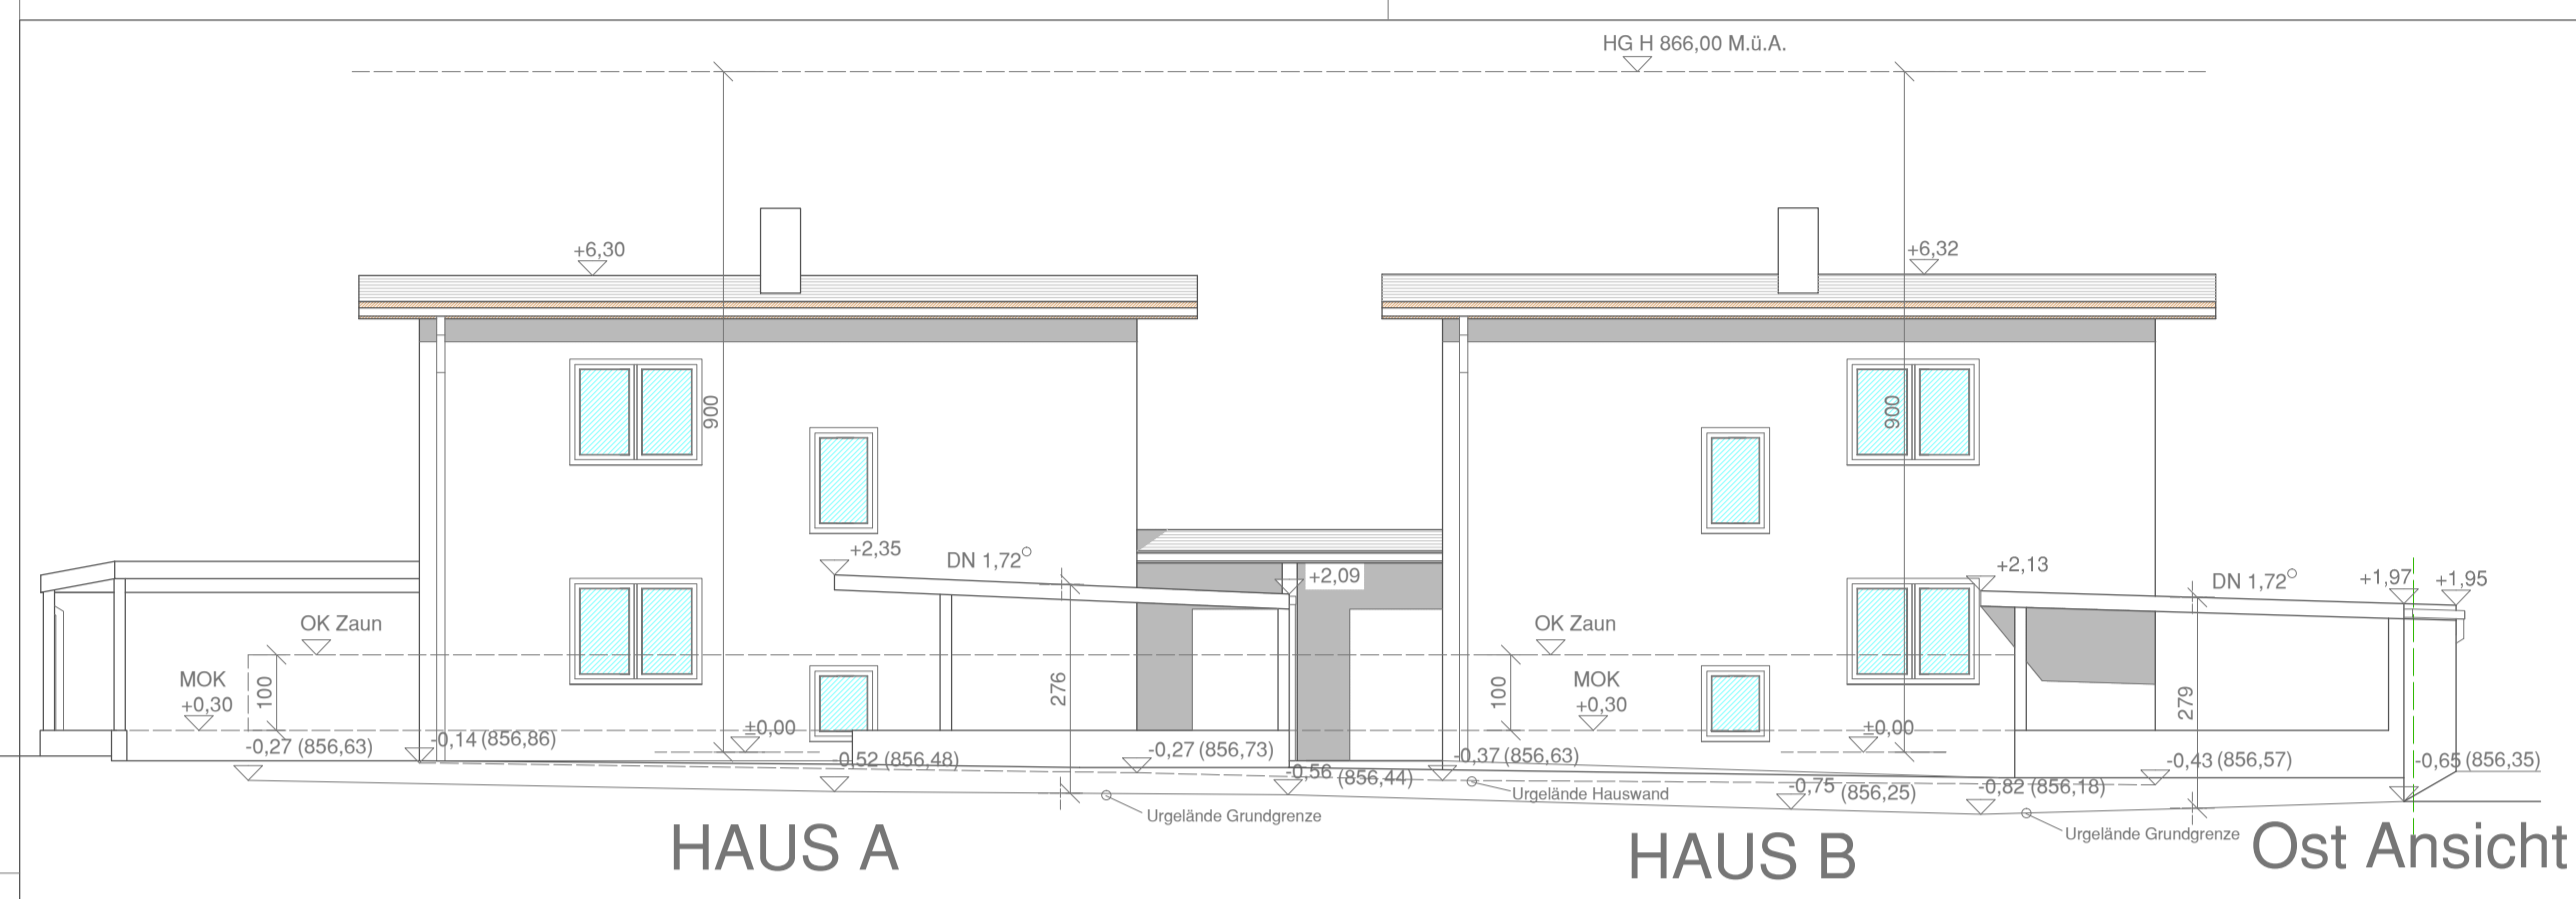 HG H 866,00 M.ü.A.
+6,30
+6,32
900
900
+2,35
DN 1,72°
+2,09
+2,13
DN 1,72°
+1,97
+1,95
OK Zaun
OK Zaun
MOK
+0,30
100
276
MOK
+0,30
100
279
±0,00
±0,00
-0,27 (856,63)
-0,14 (856,86)
-0,52 (856,48)
-0,27 (856,73)
-0,56 (856,44)
-0,37 (856,63)
-0,75 (856,25)
-0,82 (856,18)
-0,43 (856,57)
-0,65 (856,35)
Urgelände Grundgrenze
Urgelände Hauswand
Urgelände Grundgrenze
HAUS A
HAUS B
Ost Ansicht